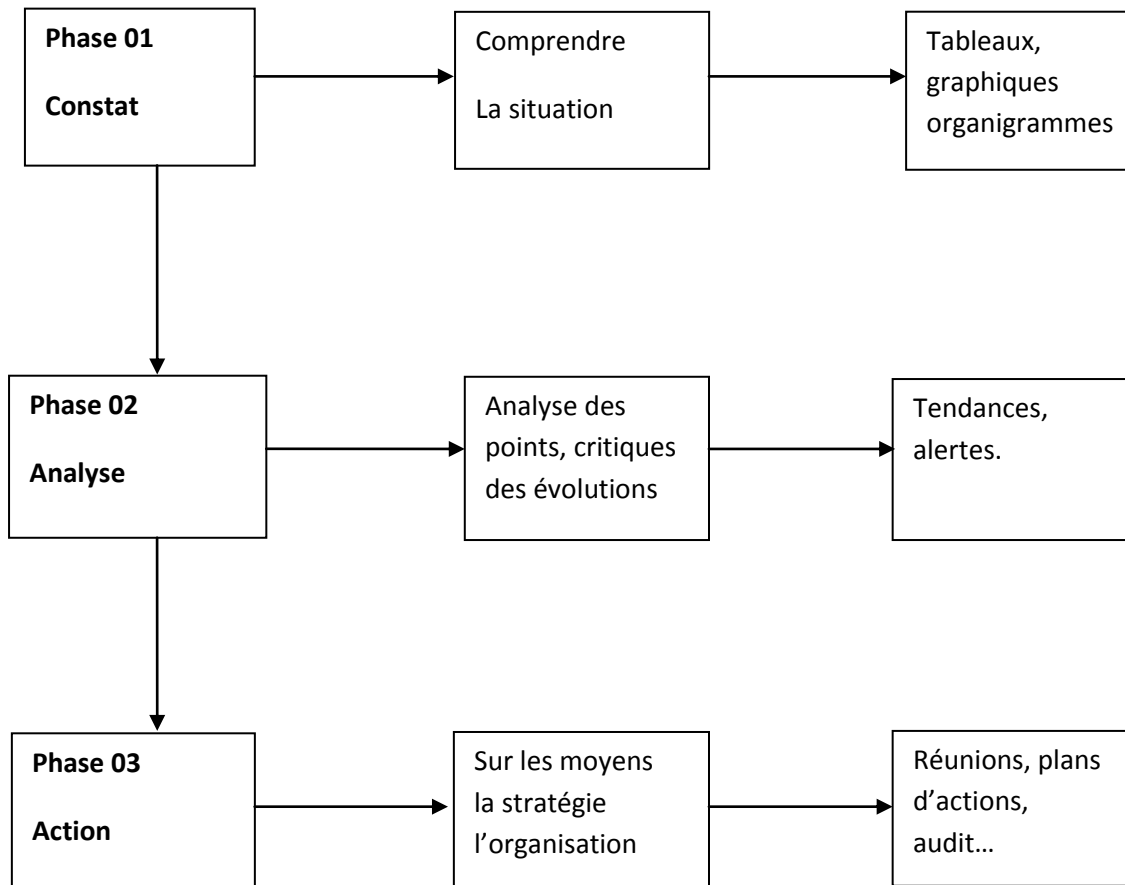 Phase 01
Constat
Comprendre
La situation
Tableaux,
graphiques
organigrammes
Phase 02
Analyse
Analyse des
points, critiques
des évolutions
Tendances,
alertes.
Phase 03
Action
Sur les moyens
la stratégie
l’organisation
Réunions, plans
d’actions,
audit…